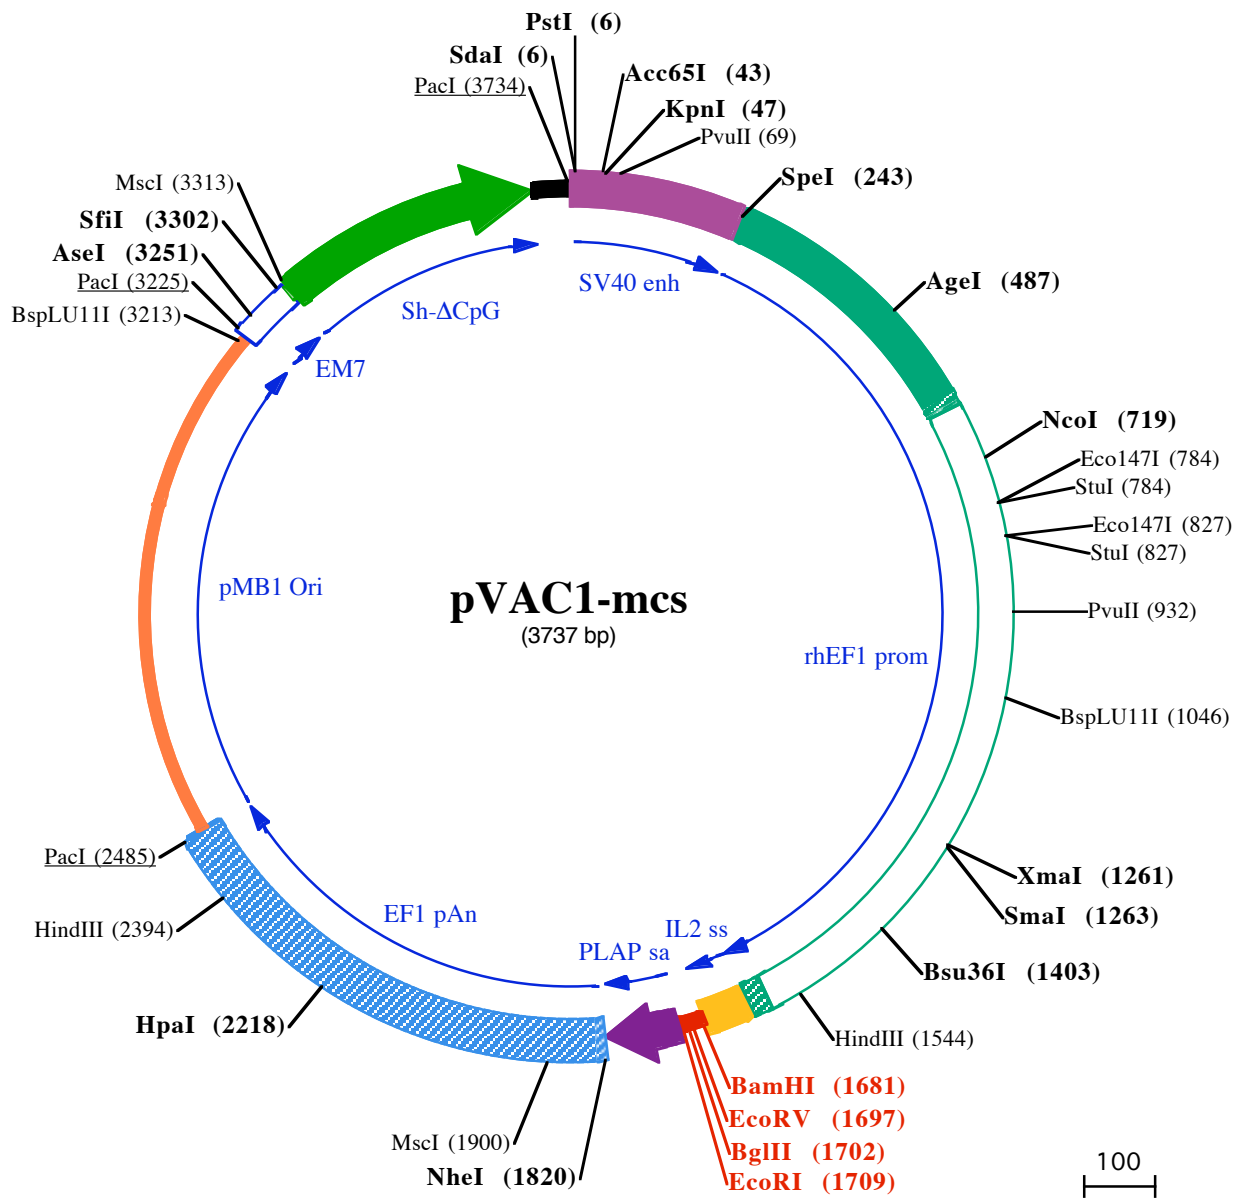 PstI (6)
SdaI (6)
PacI (3734)
Acc65I (43)
KpnI (47)
PvuII (69)
SpeI (243)
MscI (3313)
SfiI (3302)
AseI (3251)
PacI (3225)
BspLU11I (3213)
AgeI (487)
SV40 enh
Sh-ΔCpG
EM7
NcoI (719)
Eco147I (784)
StuI (784)
Eco147I (827)
StuI (827)
pMB1 Ori
pVAC1-mcs
(3737 bp)
PvuII (932)
rhEF1 prom
BspLU11I (1046)
PacI (2485)
XmaI (1261)
SmaI (1263)
HindIII (2394)
EF1 pAn
IL2 ss
PLAP sa
Bsu36I (1403)
HpaI (2218)
HindIII (1544)
BamHI (1681)
EcoRV (1697)
BglII (1702)
EcoRI (1709)
MscI (1900)
NheI (1820)
100